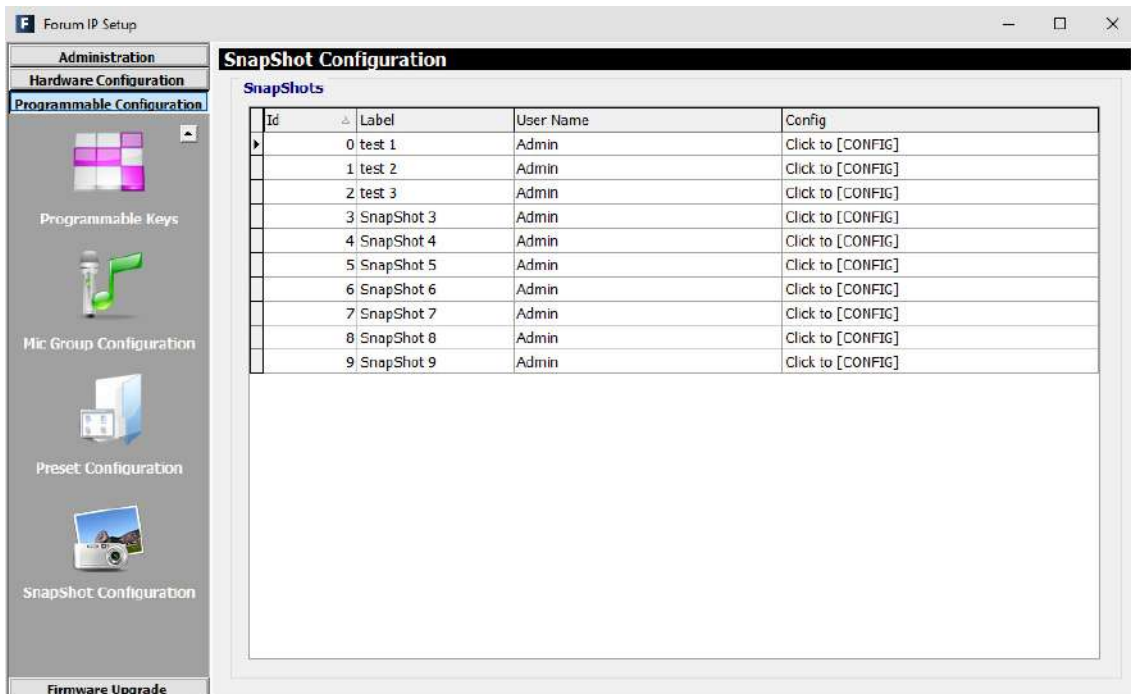 Forum IP Setup
Administration
Hardware Configuration
Programmable Configuration
Programmable Keys
Mic Group Configuration
Preset Configuration
SnapShot Configuration
Firmware Upgrade
SnapShot Configuration
SnapShots
Id Label User Name Config
0 test 1 Admin Click to [CONFIG]
1 test 2 Admin Click to [CONFIG]
2 test 3 Admin Click to [CONFIG]
3 SnapShot 3 Admin Click to [CONFIG]
4 SnapShot 4 Admin Click to [CONFIG]
5 SnapShot 5 Admin Click to [CONFIG]
6 SnapShot 6 Admin Click to [CONFIG]
7 SnapShot 7 Admin Click to [CONFIG]
8 SnapShot 8 Admin Click to [CONFIG]
9 SnapShot 9 Admin Click to [CONFIG]